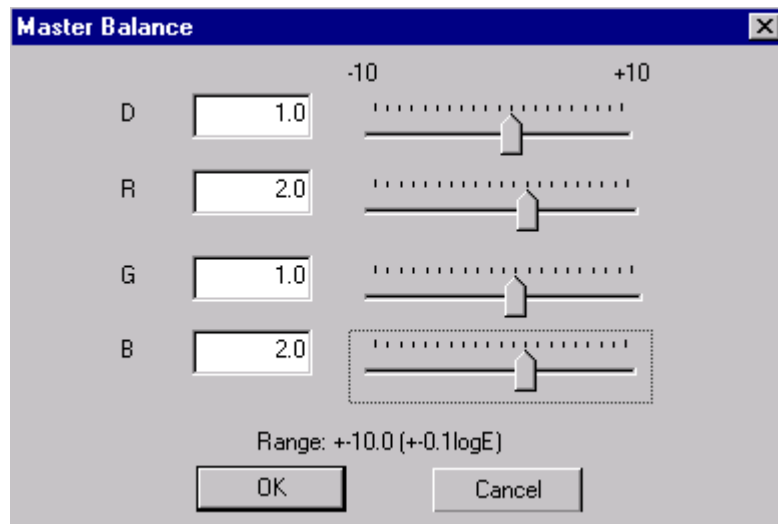 Master Balance
-10 +10
D 1.0
R 2.0
G 1.0
B 2.0
Range: +-10.0 (+-0.1logE)
OK Cancel